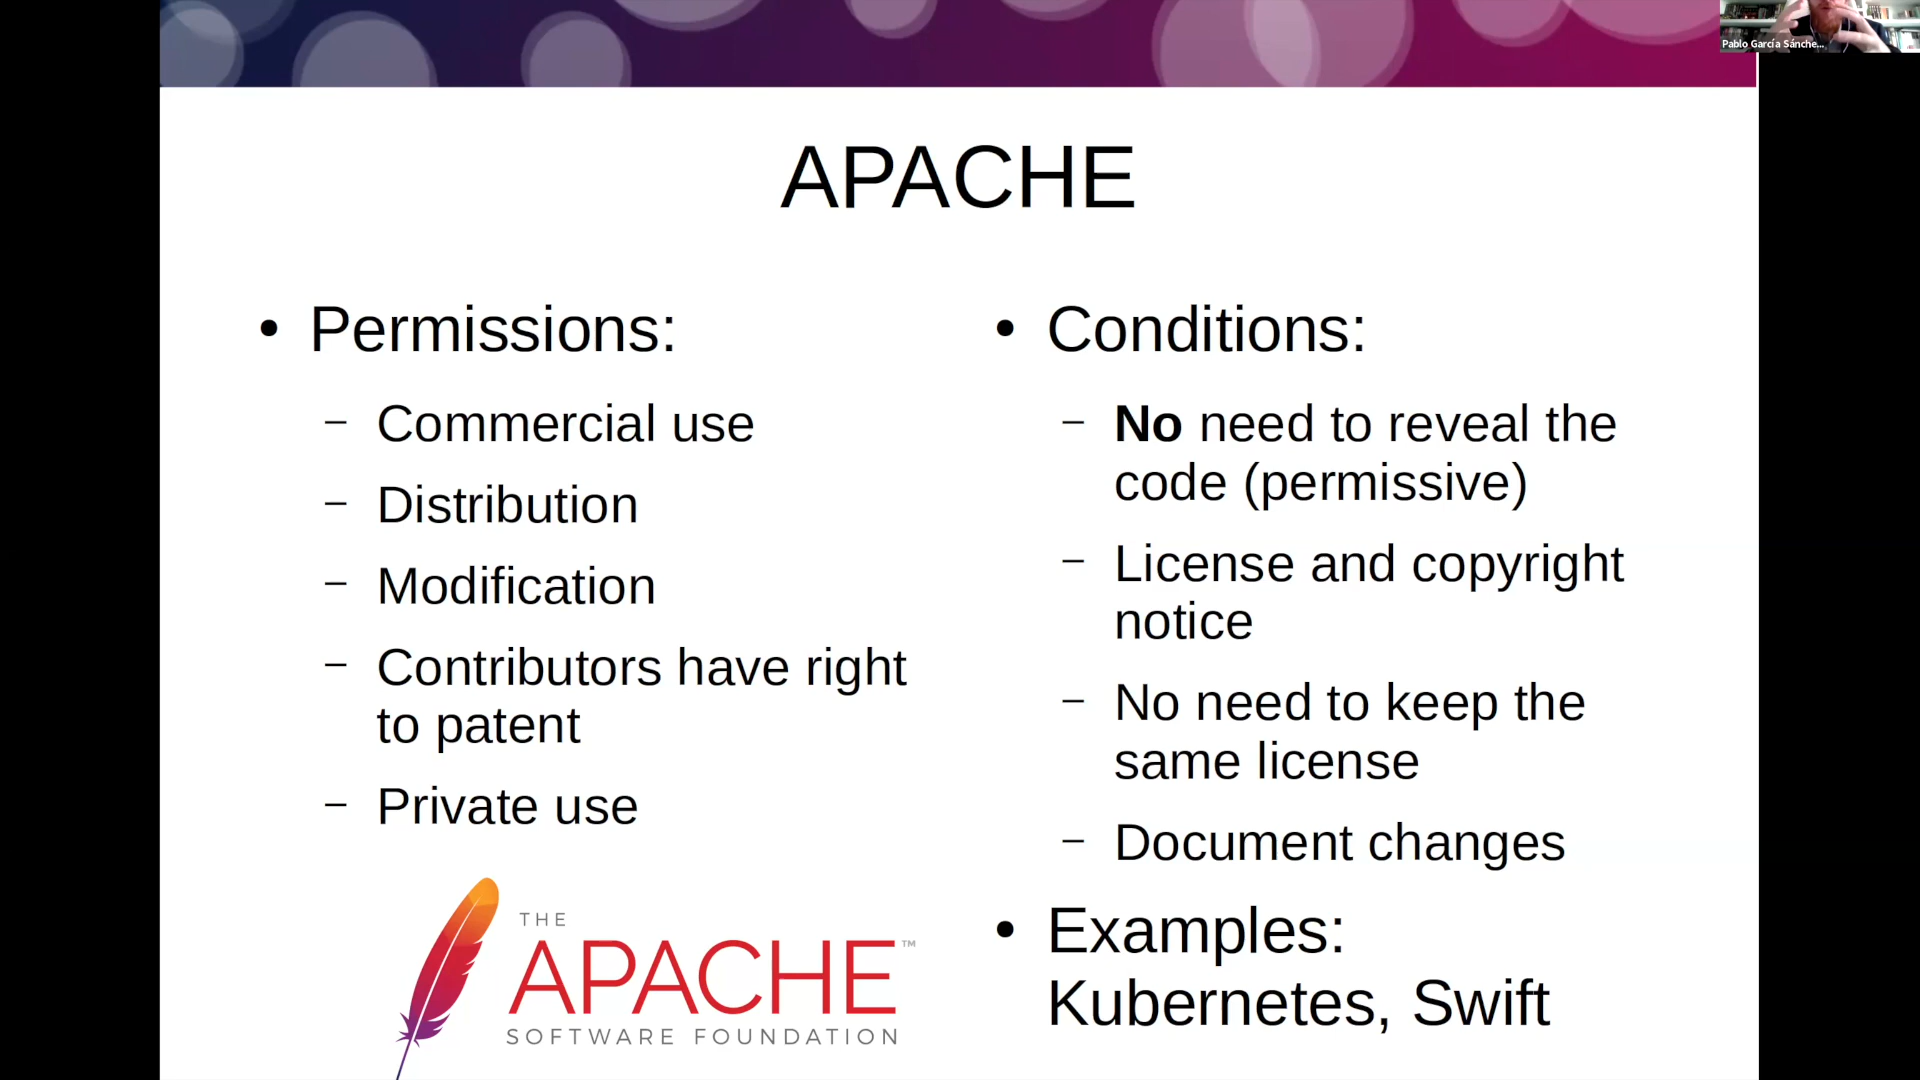 Pablo García Sánche...
APACHE
• Permissions:
– Commercial use
– Distribution
– Modification
– Contributors have right
to patent
– Private use
THE
APACHE™
SOFTWARE FOUNDATION
• Conditions:
– No need to reveal the
code (permissive)
– License and copyright
notice
– No need to keep the
same license
– Document changes
• Examples:
Kubernetes, Swift